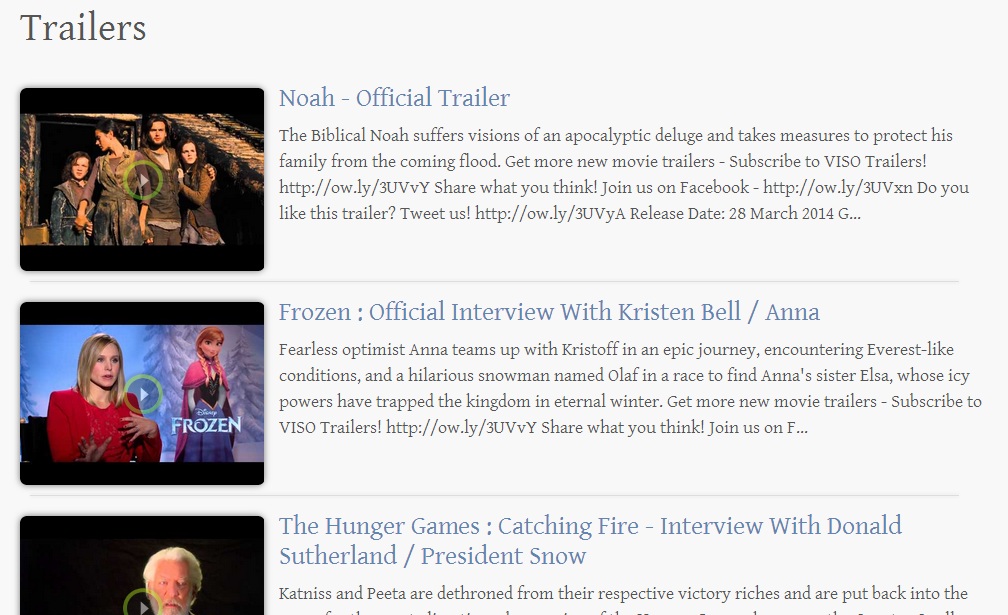 Trailers
Noah - Official Trailer
The Biblical Noah suffers visions of an apocalyptic deluge and takes measures to protect his
family from the coming flood. Get more new movie trailers - Subscribe to VISO Trailers!
http://ow.ly/3UVvY Share what you think! Join us on Facebook - http://ow.ly/3UVxn Do you
like this trailer? Tweet us! http://ow.ly/3UVyA Release Date: 28 March 2014 G...
Frozen : Official Interview With Kristen Bell / Anna
Fearless optimist Anna teams up with Kristoff in an epic journey, encountering Everest-like
conditions, and a hilarious snowman named Olaf in a race to find Anna's sister Elsa, whose icy
powers have trapped the kingdom in eternal winter. Get more new movie trailers - Subscribe to
VISO Trailers! http://ow.ly/3UVvY Share what you think! Join us on F...
Disney
FROZEN
The Hunger Games : Catching Fire - Interview With Donald
Sutherland / President Snow
Katniss and Peeta are dethroned from their respective victory riches and are put back into the